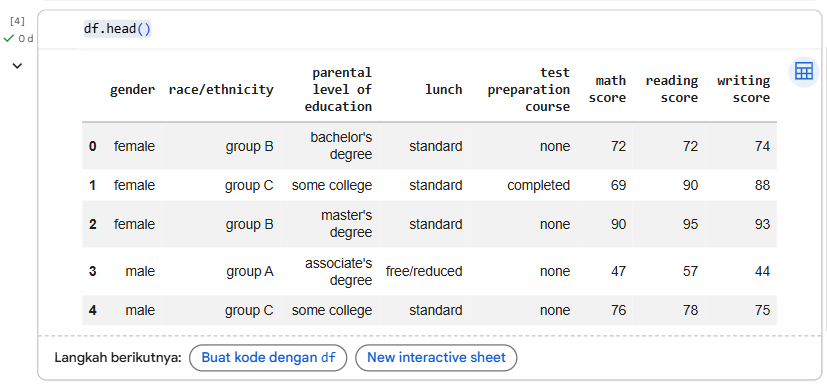 [4]
0 d
df.head()
gender race/ethnicity parental level of education lunch test preparation course math score reading score writing score
0 female group B bachelor's degree standard none 72 72 74
1 female group C some college standard completed 69 90 88
2 female group B master's degree standard none 90 95 93
3 male group A associate's degree free/reduced none 47 57 44
4 male group C some college standard none 76 78 75
Langkah berikutnya: Buat kode dengan df New interactive sheet